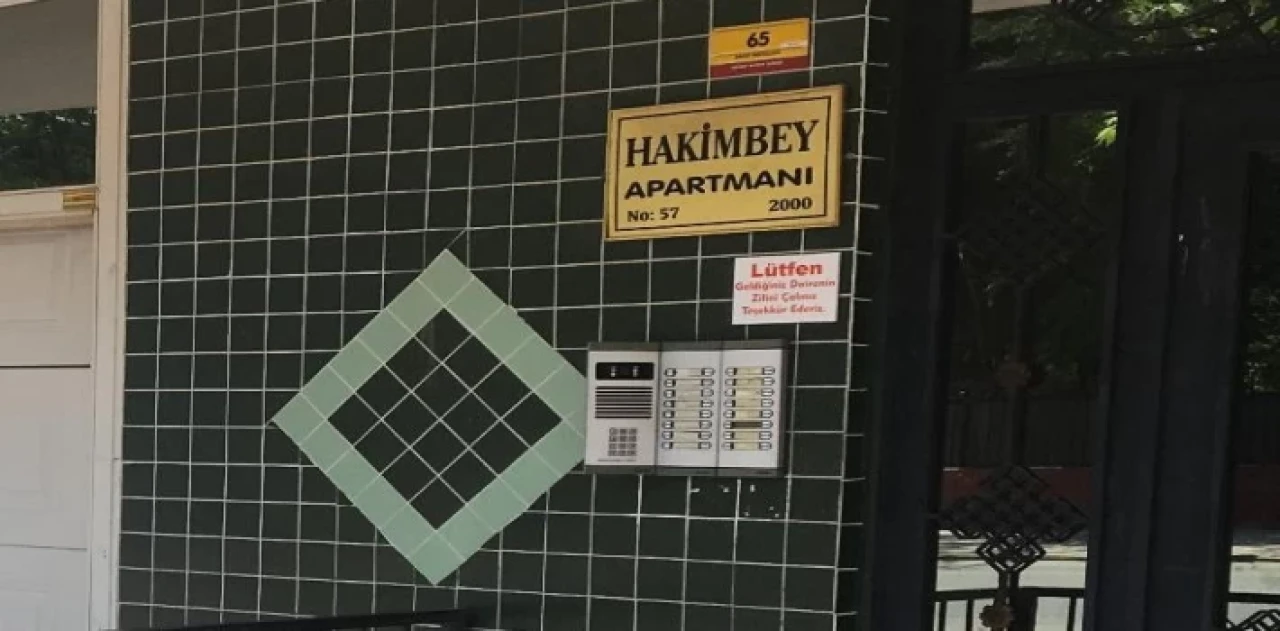 65
HAKİMBEY
APARTMANI
No: 57 2000
Lütfen
Geldiğiniz Dairenin
Zilini Çalınız
Teşekkür Ederiz.